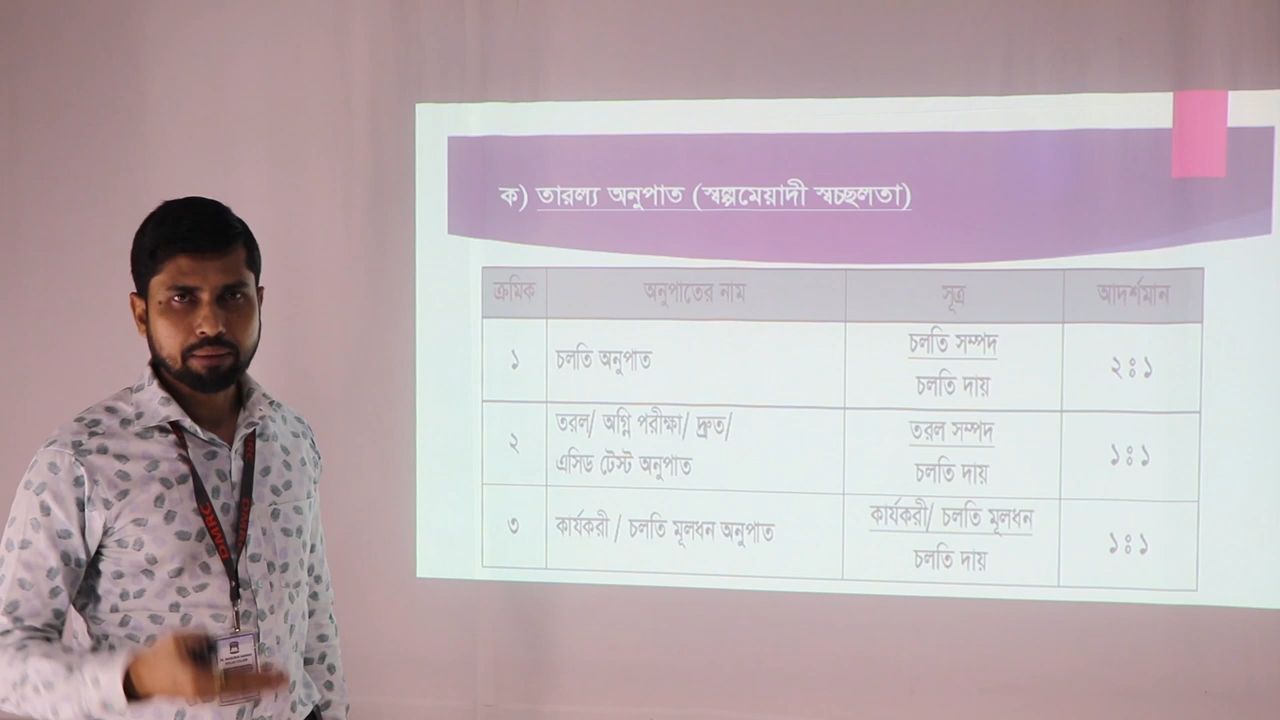 ক) তারল্য অনুপাত (স্বল্পমেয়াদী স্বচ্ছলতা)
ক্রমিক অনুপাতের নাম সূত্র আদর্শমান
১ চলতি অনুপাত চলতি সম্পদ চলতি দায় ২ঃ১
২ তরল/ অগ্নি পরীক্ষা/ দ্রুত/
এসিড টেস্ট অনুপাত তরল সম্পদ চলতি দায় ১ঃ১
৩ কার্যকরী / চলতি মূলধন অনুপাত কার্যকরী/ চলতি মূলধন চলতি দায় ১ঃ১
DMRC